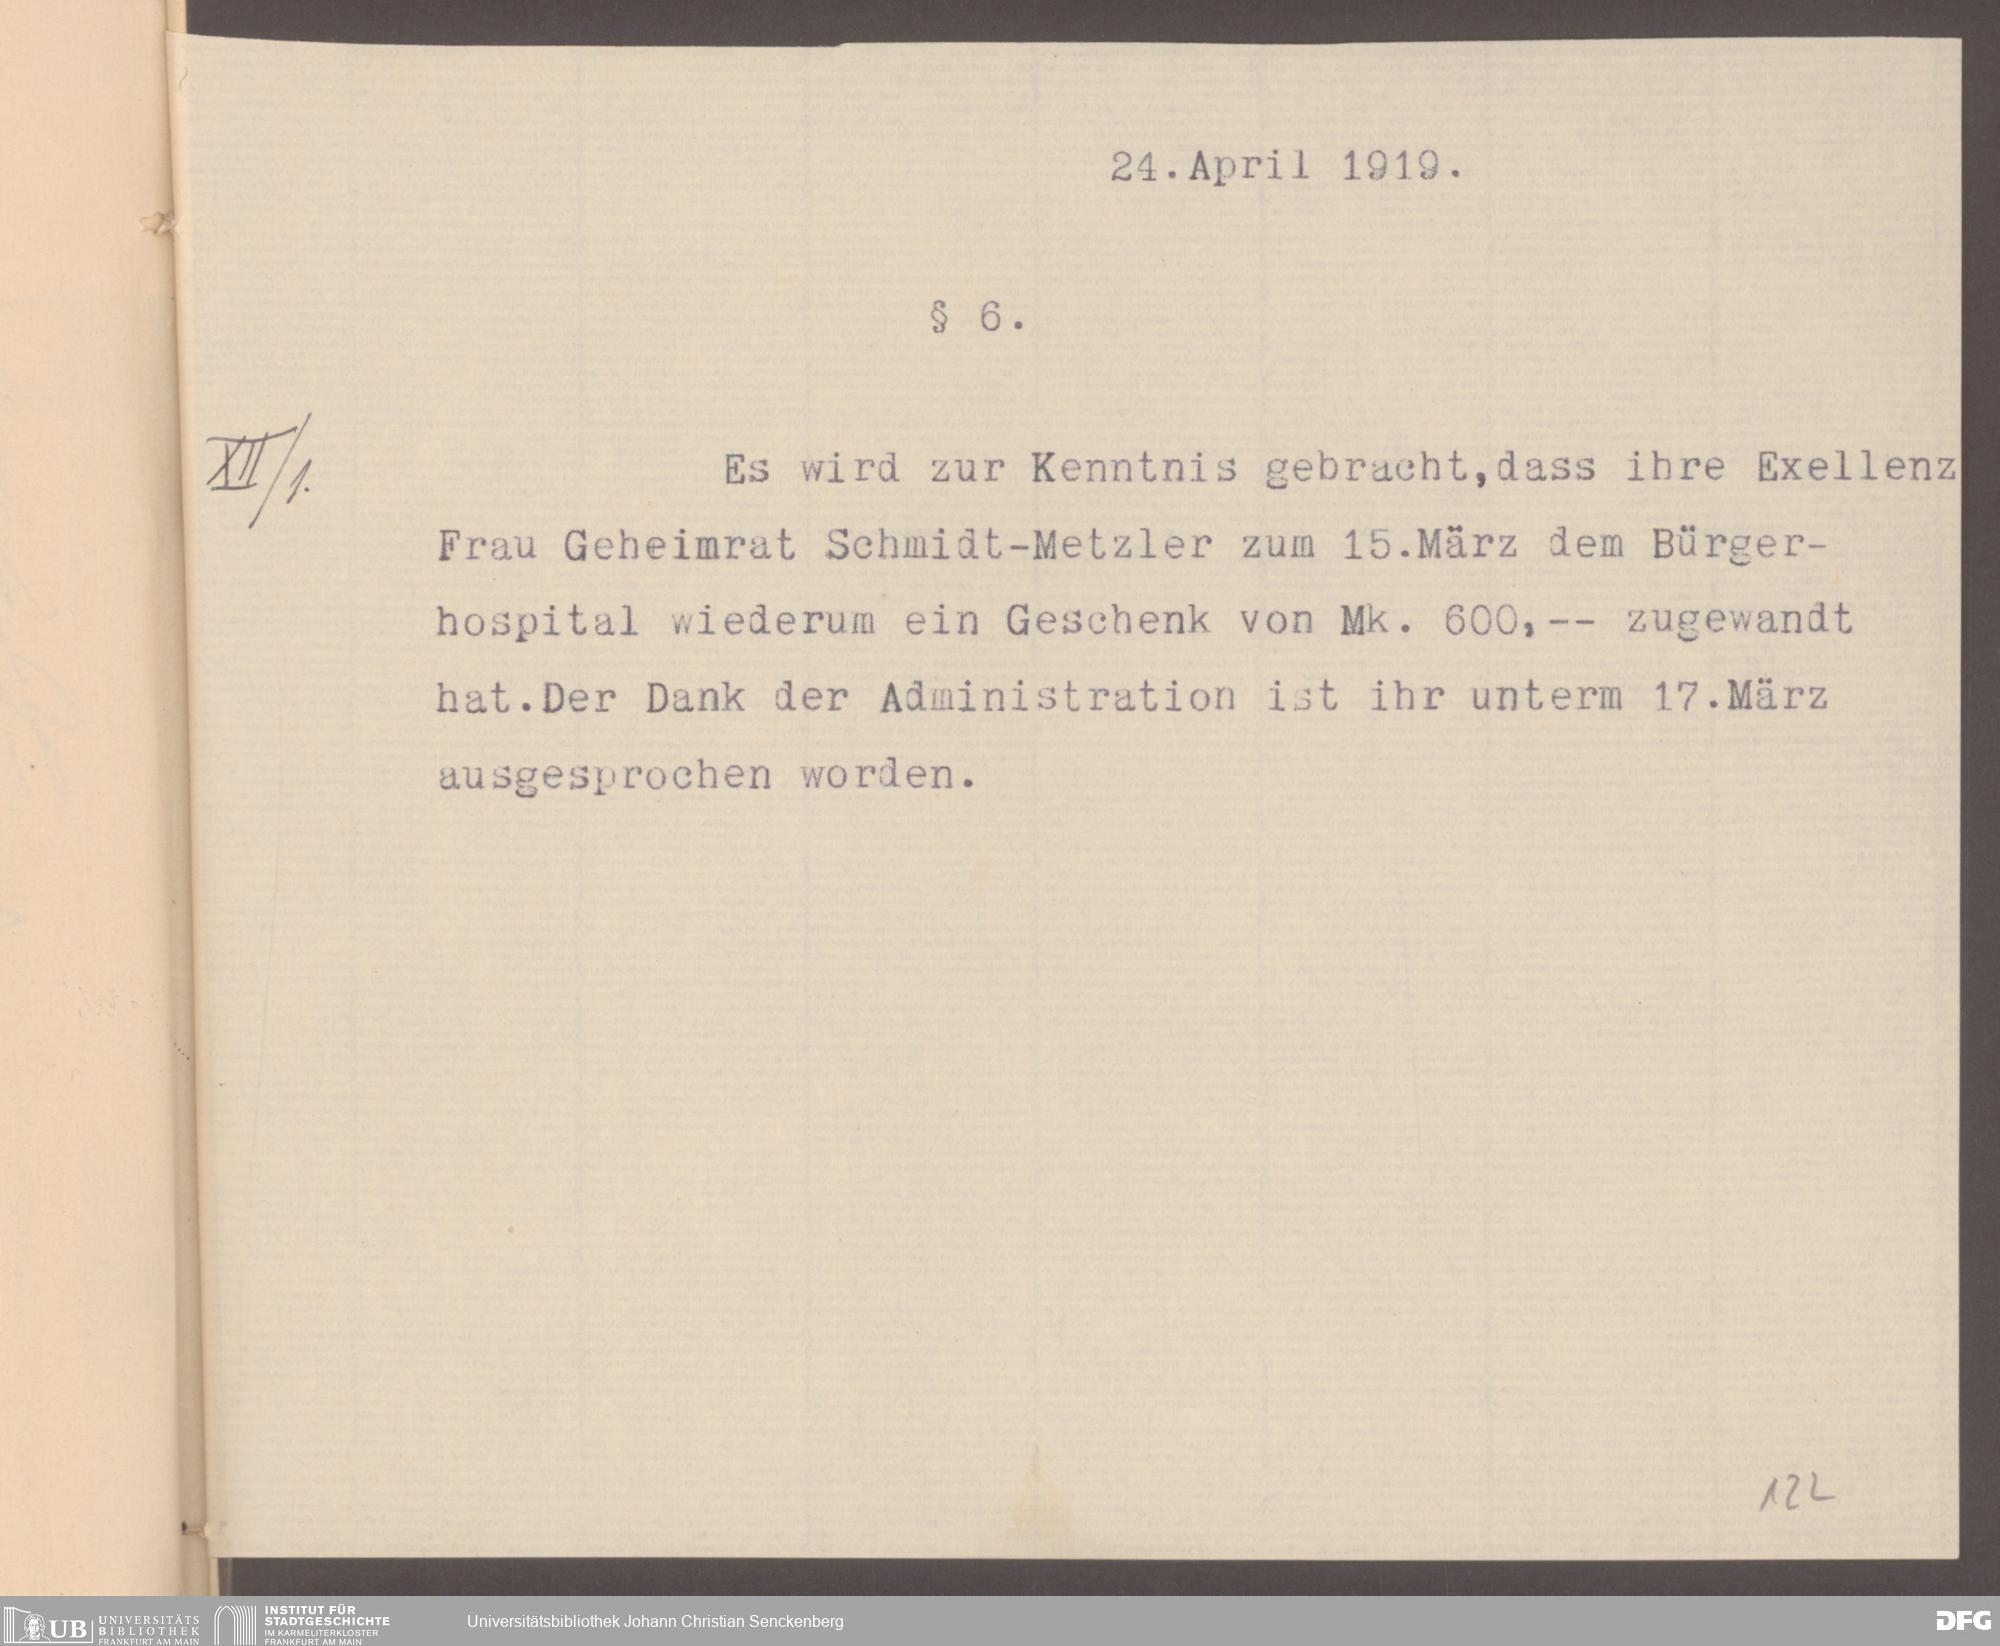 24.April 1919.
§ 6.
XII/1.
Es wird zur Kenntnis gebracht,dass ihre Exellenz
Frau Geheimrat Schmidt-Metzler zum 15.März dem Bürger-
hospital wiederum ein Geschenk von Mk. 600,-- zugewandt
hat.Der Dank der Administration ist ihr unterm 17.März
ausgesprochen worden.
122
UB UNIVERSITÄTS
BIBLIOTHEK
FRANKFURT AM MAIN
INSTITUT FÜR
STADTGESCHICHTE
IM KARMELITERKLOSTER
FRANKFURT AM MAIN
Universitätsbibliothek Johann Christian Senckenberg
DFG